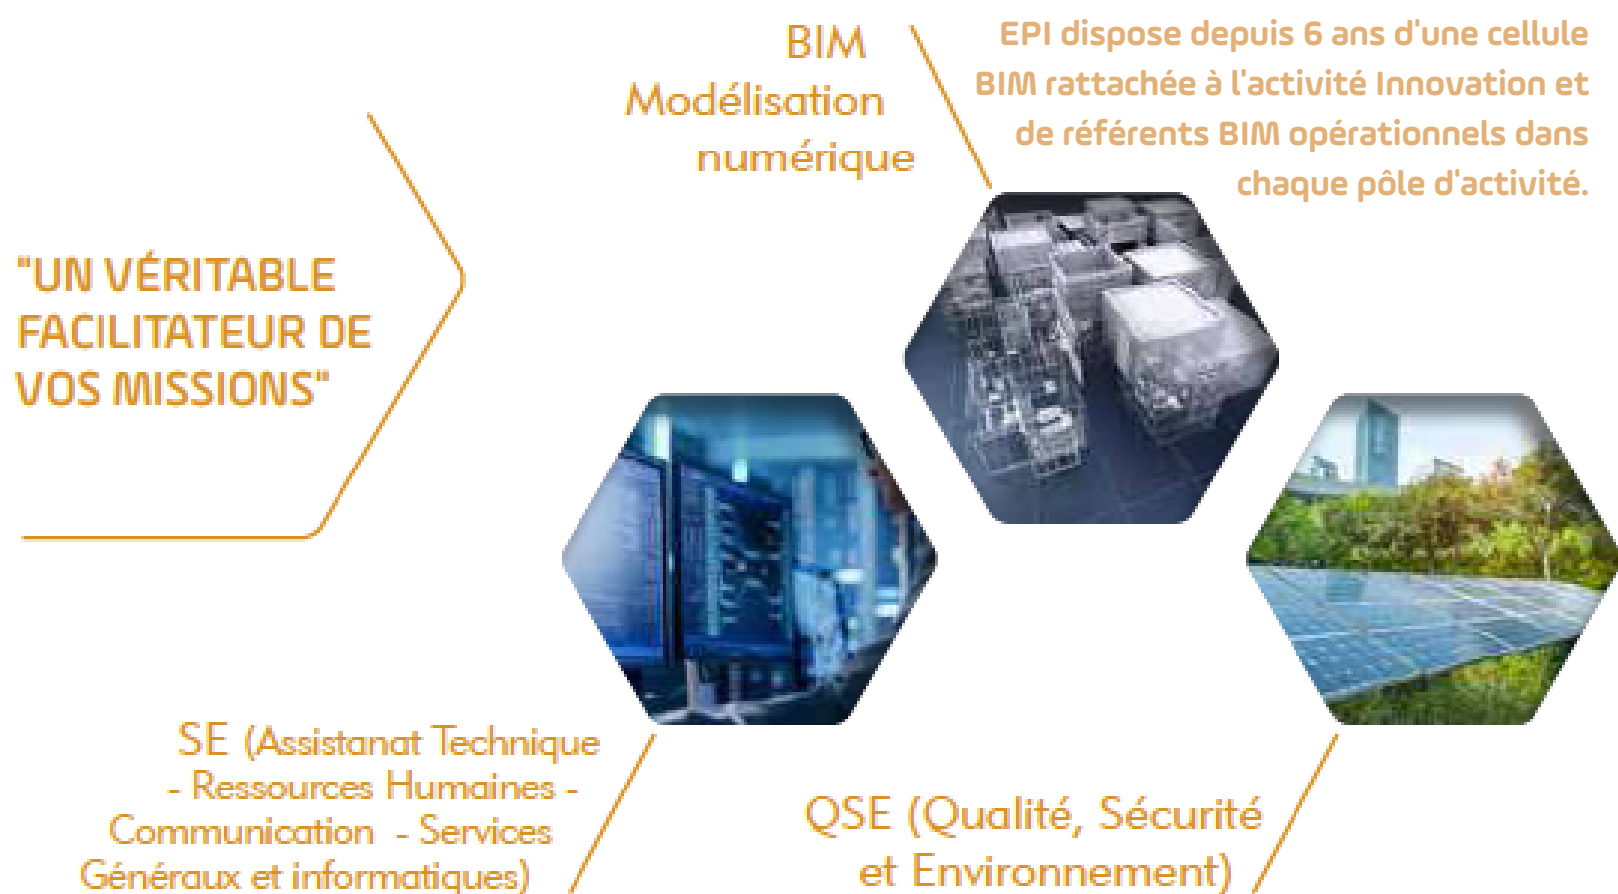 BIM
Modélisation
numérique
EPI dispose depuis 6 ans d'une cellule
BIM rattachée à l'activité Innovation et
de référents BIM opérationnels dans
chaque pôle d'activité.
"UN VÉRITABLE
FACILITATEUR DE
VOS MISSIONS"
SE (Assistanat Technique
- Ressources Humaines -
Communication - Services
Généraux et informatiques)
QSE (Qualité, Sécurité
et Environnement)